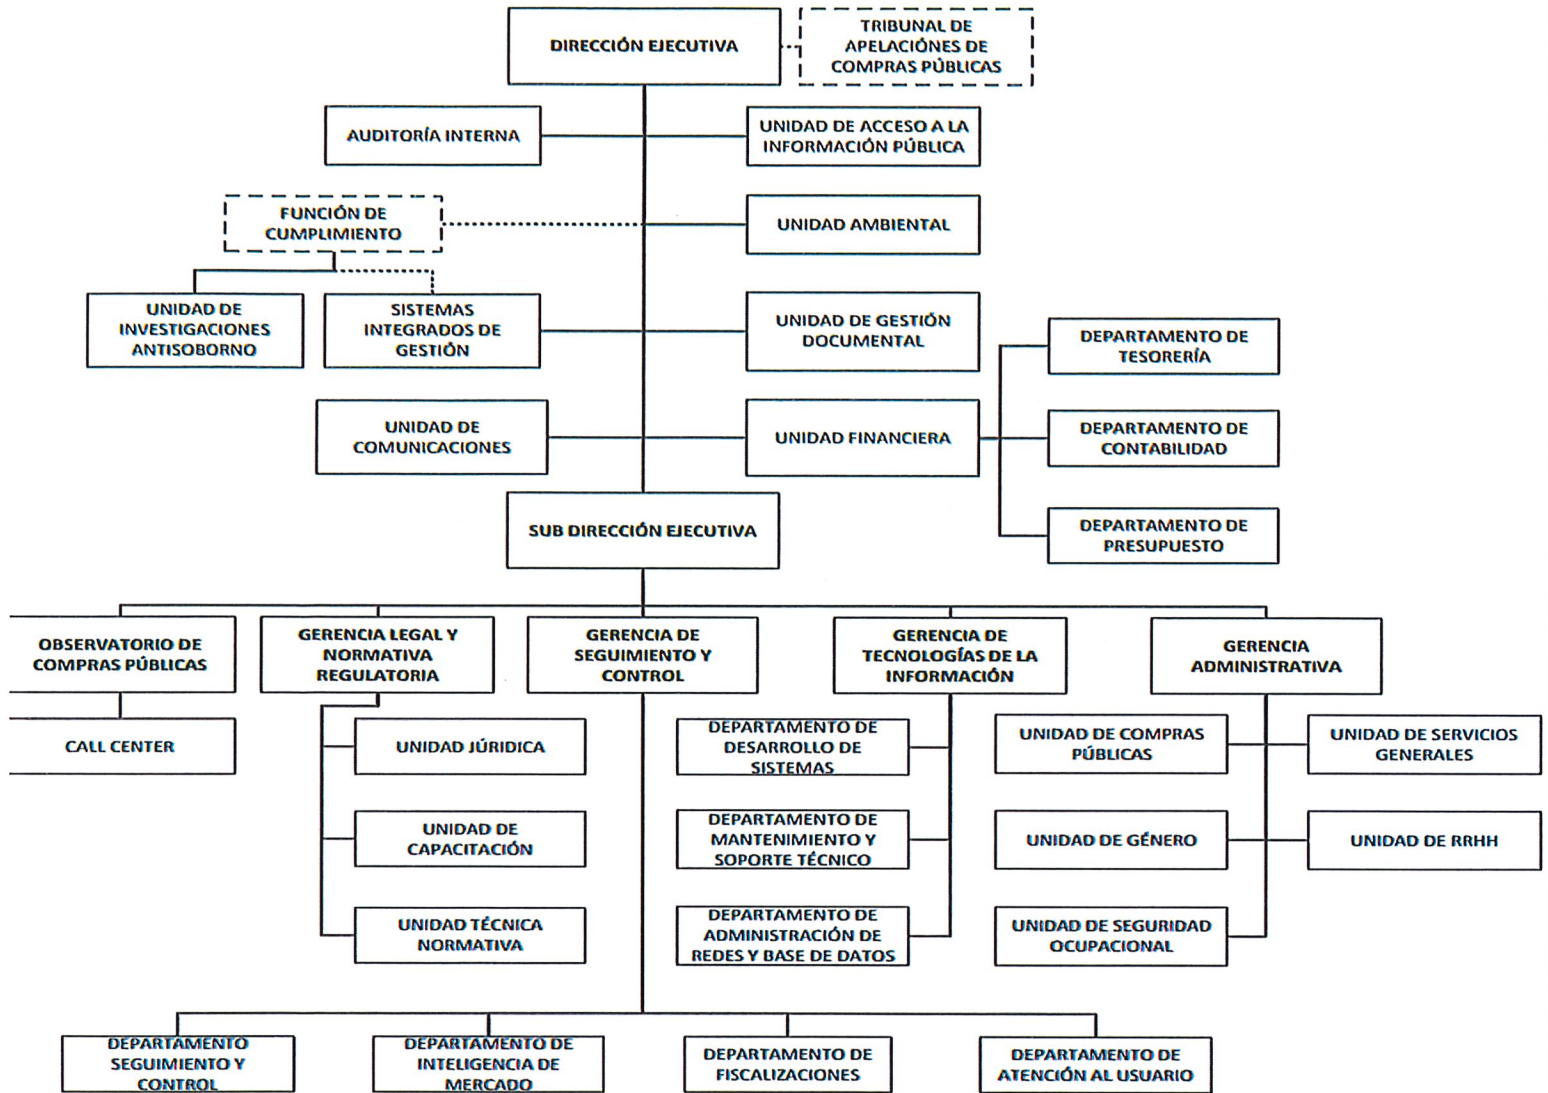 DIRECCIÓN EJECUTIVA
TRIBUNAL DE
APELACIÓNES DE
COMPRAS PÚBLICAS
AUDITORÍA INTERNA
UNIDAD DE ACCESO A LA
INFORMACIÓN PÚBLICA
FUNCIÓN DE
CUMPLIMIENTO
UNIDAD AMBIENTAL
UNIDAD DE
INVESTIGACIONES
ANTISOBORNO
SISTEMAS
INTEGRADOS DE
GESTIÓN
UNIDAD DE GESTIÓN
DOCUMENTAL
DEPARTAMENTO DE
TESORERÍA
UNIDAD DE
COMUNICACIONES
UNIDAD FINANCIERA
DEPARTAMENTO DE
CONTABILIDAD
SUB DIRECCIÓN EJECUTIVA
DEPARTAMENTO DE
PRESUPUESTO
OBSERVATORIO DE
COMPRAS PÚBLICAS
GERENCIA LEGAL Y
NORMATIVA
REGULATORIA
GERENCIA DE
SEGUIMIENTO Y
CONTROL
GERENCIA DE
TECNOLOGÍAS DE LA
INFORMACIÓN
GERENCIA
ADMINISTRATIVA
CALL CENTER
UNIDAD JÚRIDICA
DEPARTAMENTO DE
DESARROLLO DE
SISTEMAS
UNIDAD DE COMPRAS
PÚBLICAS
UNIDAD DE SERVICIOS
GENERALES
UNIDAD DE
CAPACITACIÓN
DEPARTAMENTO DE
MANTENIMIENTO Y
SOPORTE TÉCNICO
UNIDAD DE GÉNERO
UNIDAD DE RRHH
UNIDAD TÉCNICA
NORMATIVA
DEPARTAMENTO DE
ADMINISTRACIÓN DE
REDES Y BASE DE DATOS
UNIDAD DE SEGURIDAD
OCUPACIONAL
DEPARTAMENTO
SEGUIMIENTO Y
CONTROL
DEPARTAMENTO DE
INTELIGENCIA DE
MERCADO
DEPARTAMENTO DE
FISCALIZACIONES
DEPARTAMENTO DE
ATENCIÓN AL USUARIO